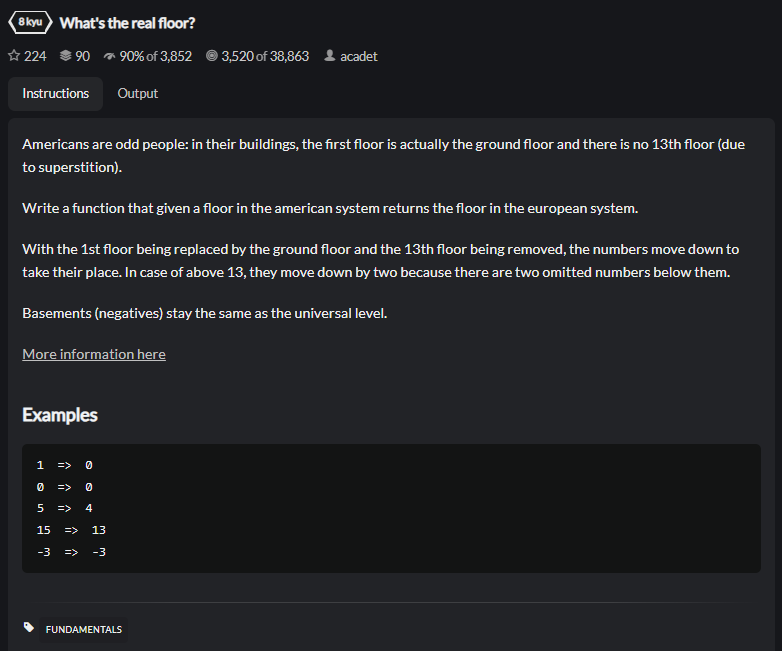 8 kyu What's the real floor?
224 90 90% of 3,852 3,520 of 38,863 acadet
Instructions Output
Americans are odd people: in their buildings, the first floor is actually the ground floor and there is no 13th floor (due
to superstition).
Write a function that given a floor in the american system returns the floor in the european system.
With the 1st floor being replaced by the ground floor and the 13th floor being removed, the numbers move down to
take their place. In case of above 13, they move down by two because there are two omitted numbers below them.
Basements (negatives) stay the same as the universal level.
More information here
Examples
1 => 0
0 => 0
5 => 4
15 => 13
-3 => -3
FUNDAMENTALS